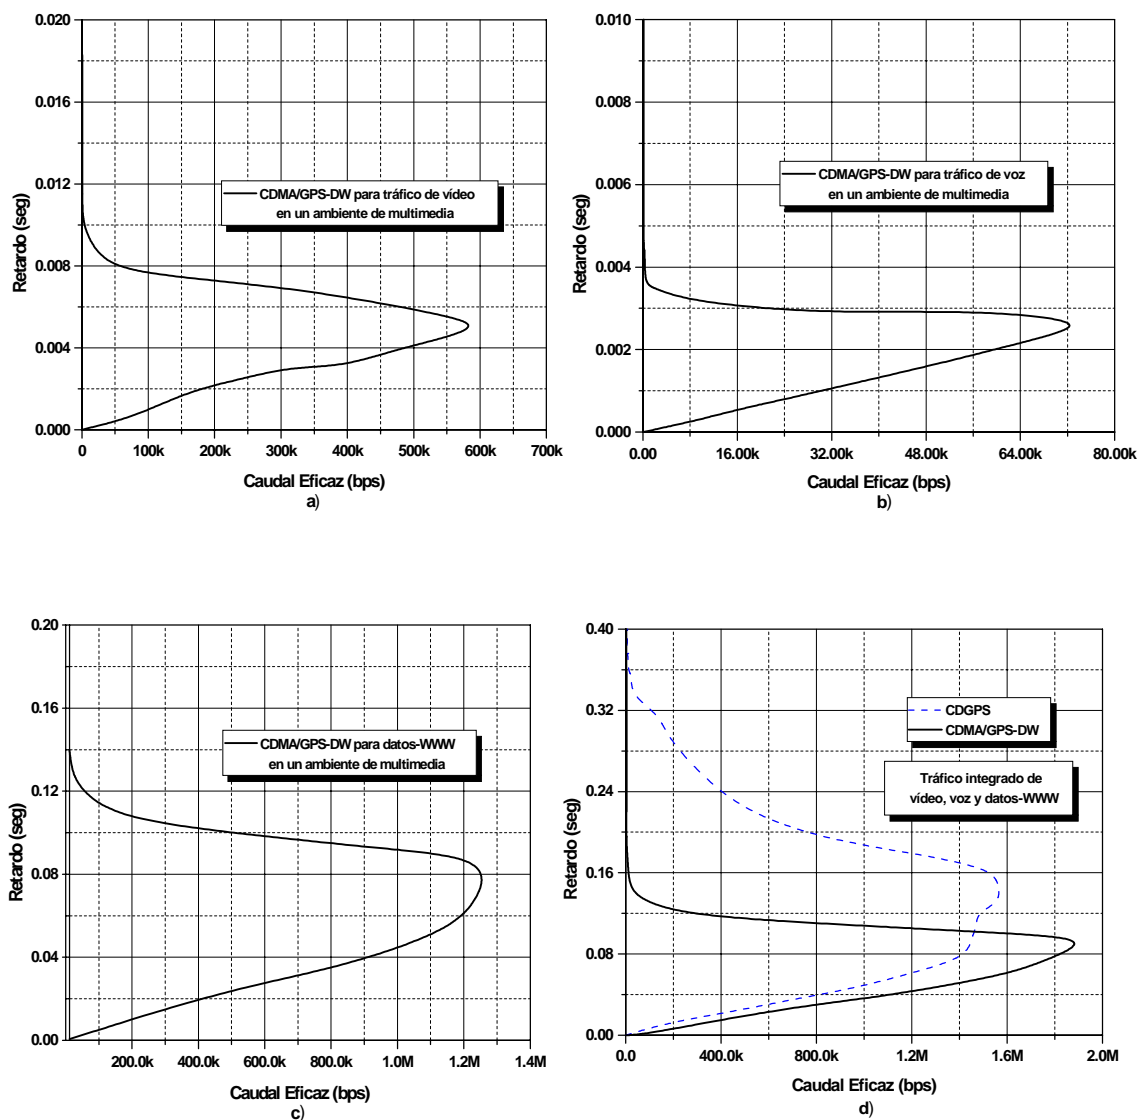 0.020
0.016
0.012
0.008
0.004
0.000
Retardo (seg)
CDMA/GPS-DW para tráfico de vídeo
en un ambiente de multimedia
0
100k
200k
300k
400k
500k
600k
700k
Caudal Eficaz (bps)
a)
0.010
0.008
0.006
0.004
0.002
0.000
Retardo (seg)
CDMA/GPS-DW para tráfico de voz
en un ambiente de multimedia
0.00
16.00k
32.00k
48.00k
64.00k
80.00k
Caudal Eficaz (bps)
b)
0.20
0.16
0.12
0.08
0.04
0.00
Retardo (seg)
CDMA/GPS-DW para datos-WWW
en un ambiente de multimedia
200.0k
400.0k
600.0k
800.0k
1.0M
1.2M
1.4M
Caudal Eficaz (bps)
c)
0.40
0.32
0.24
0.16
0.08
0.00
Retardo (seg)
CDGPS
CDMA/GPS-DW
Tráfico integrado de
vídeo, voz y datos-WWW
0.0
400.0k
800.0k
1.2M
1.6M
2.0M
Caudal Eficaz (bps)
d)